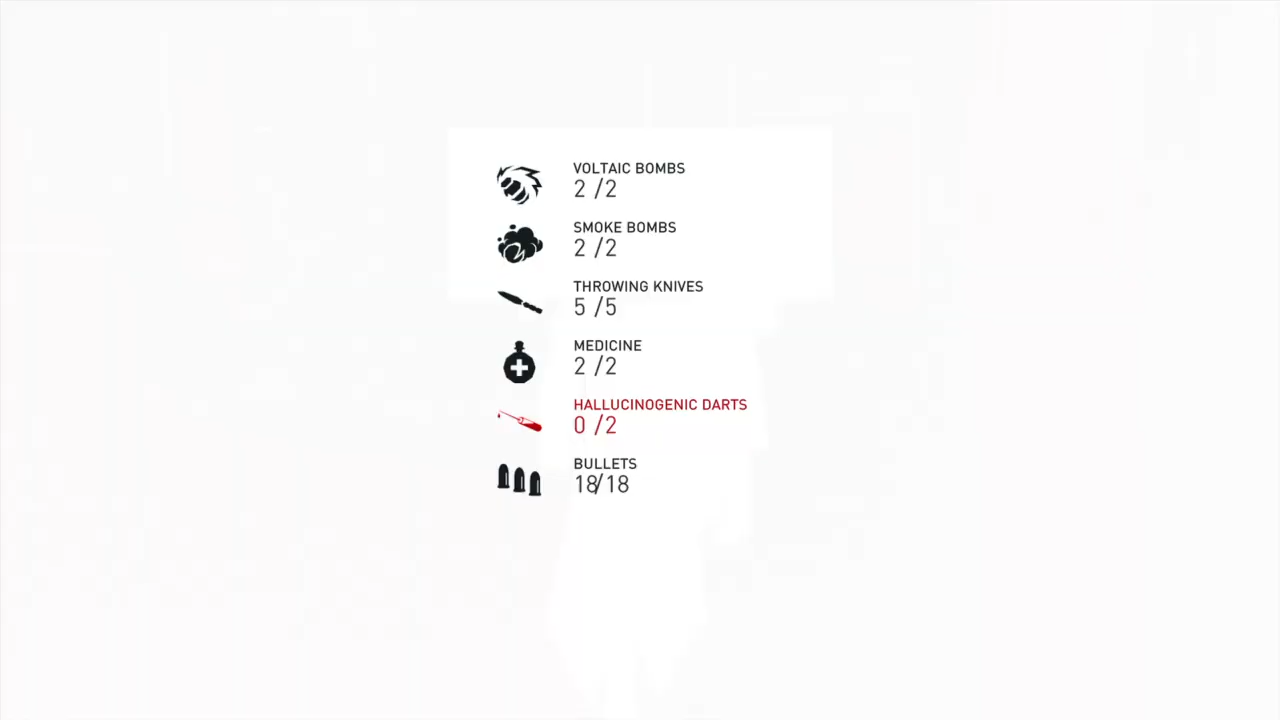 VOLTAIC BOMBS
2 /2
SMOKE BOMBS
2 /2
THROWING KNIVES
5 /5
MEDICINE
2 /2
HALLUCINOGENIC DARTS
0 /2
BULLETS
18/18